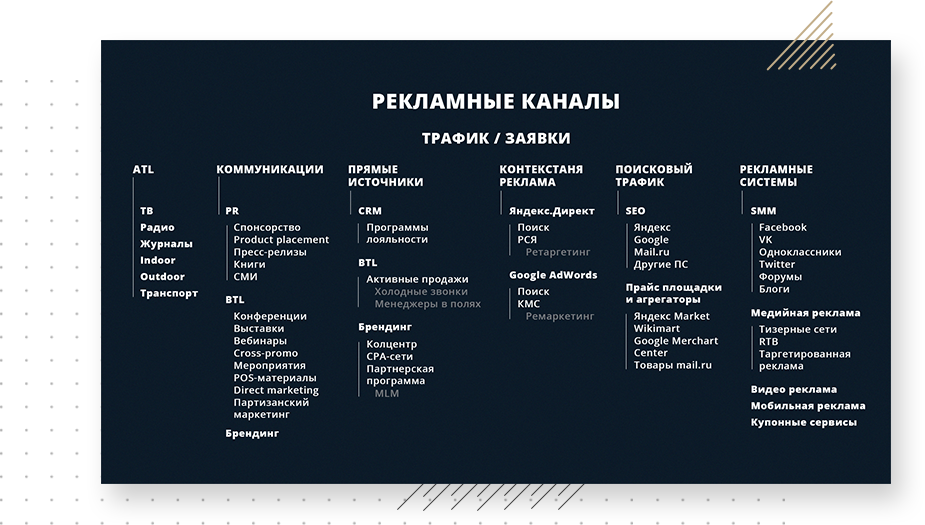 РЕКЛАМНЫЕ КАНАЛЫ
ТРАФИК / ЗАЯВКИ
ATL
ТВ
Радио
Журналы
Indoor
Outdoor
Транспорт
КОММУНИКАЦИИ
PR
Спонсорство
Product placement
Пресс-релизы
Книги
СМИ
BTL
Конференции
Выставки
Вебинары
Cross-promo
Мероприятия
POS-материалы
Direct marketing
Партизанский
маркетинг
Брендинг
ПРЯМЫЕ
ИСТОЧНИКИ
CRM
Программы
лояльности
BTL
Активные продажи
Холодные звонки
Менеджеры в полях
Брендинг
Колцентр
CPA-сети
Партнерская
программа
MLM
КОНТЕКСТАНЯ
РЕКЛАМА
Яндекс.Директ
Поиск
РСЯ
Ретаргетинг
Google AdWords
Поиск
КМС
Ремаркетинг
ПОИСКОВЫЙ
ТРАФИК
SEO
Яндекс
Google
Mail.ru
Другие ПС
Прайс площадки
и агрегаторы
Яндекс Market
Wikimart
Google Merchart
Center
Товары mail.ru
РЕКЛАМНЫЕ
СИСТЕМЫ
SMM
Facebook
VK
Одноклассники
Twitter
Форумы
Блоги
Медийная реклама
Тизерные сети
RTB
Таргетированная
реклама
Видео реклама
Мобильная реклама
Купонные сервисы